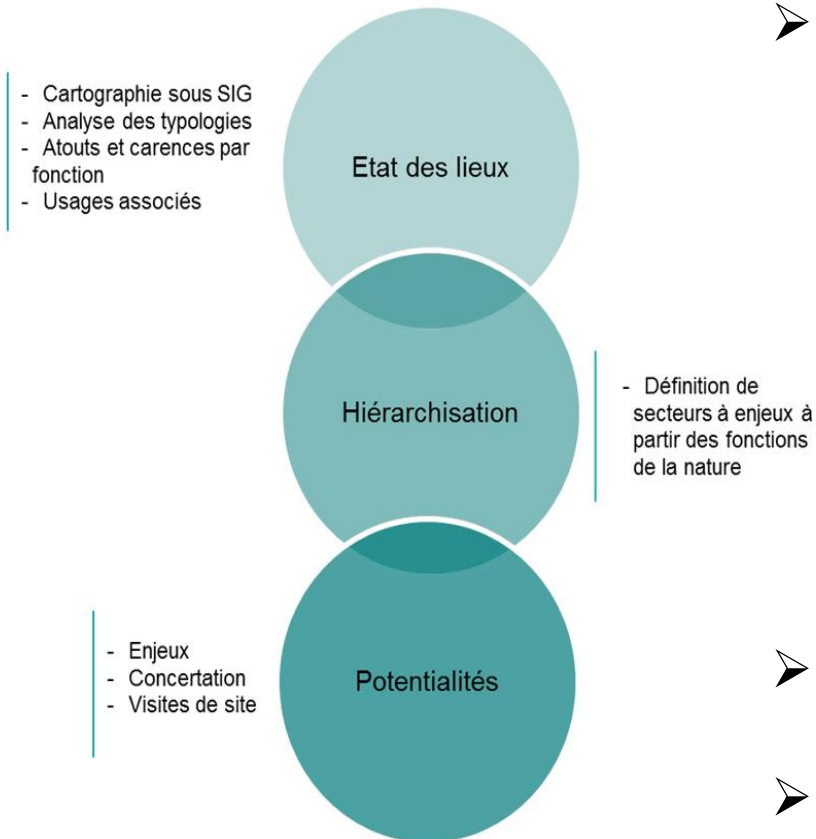 - Cartographie sous SIG
- Analyse des typologies
- Atouts et carences par
fonction
- Usages associés
Etat des lieux
Hiérarchisation
- Définition de
secteurs à enjeux à
partir des fonctions
de la nature
- Enjeux
- Concertation
- Visites de site
Potentialités